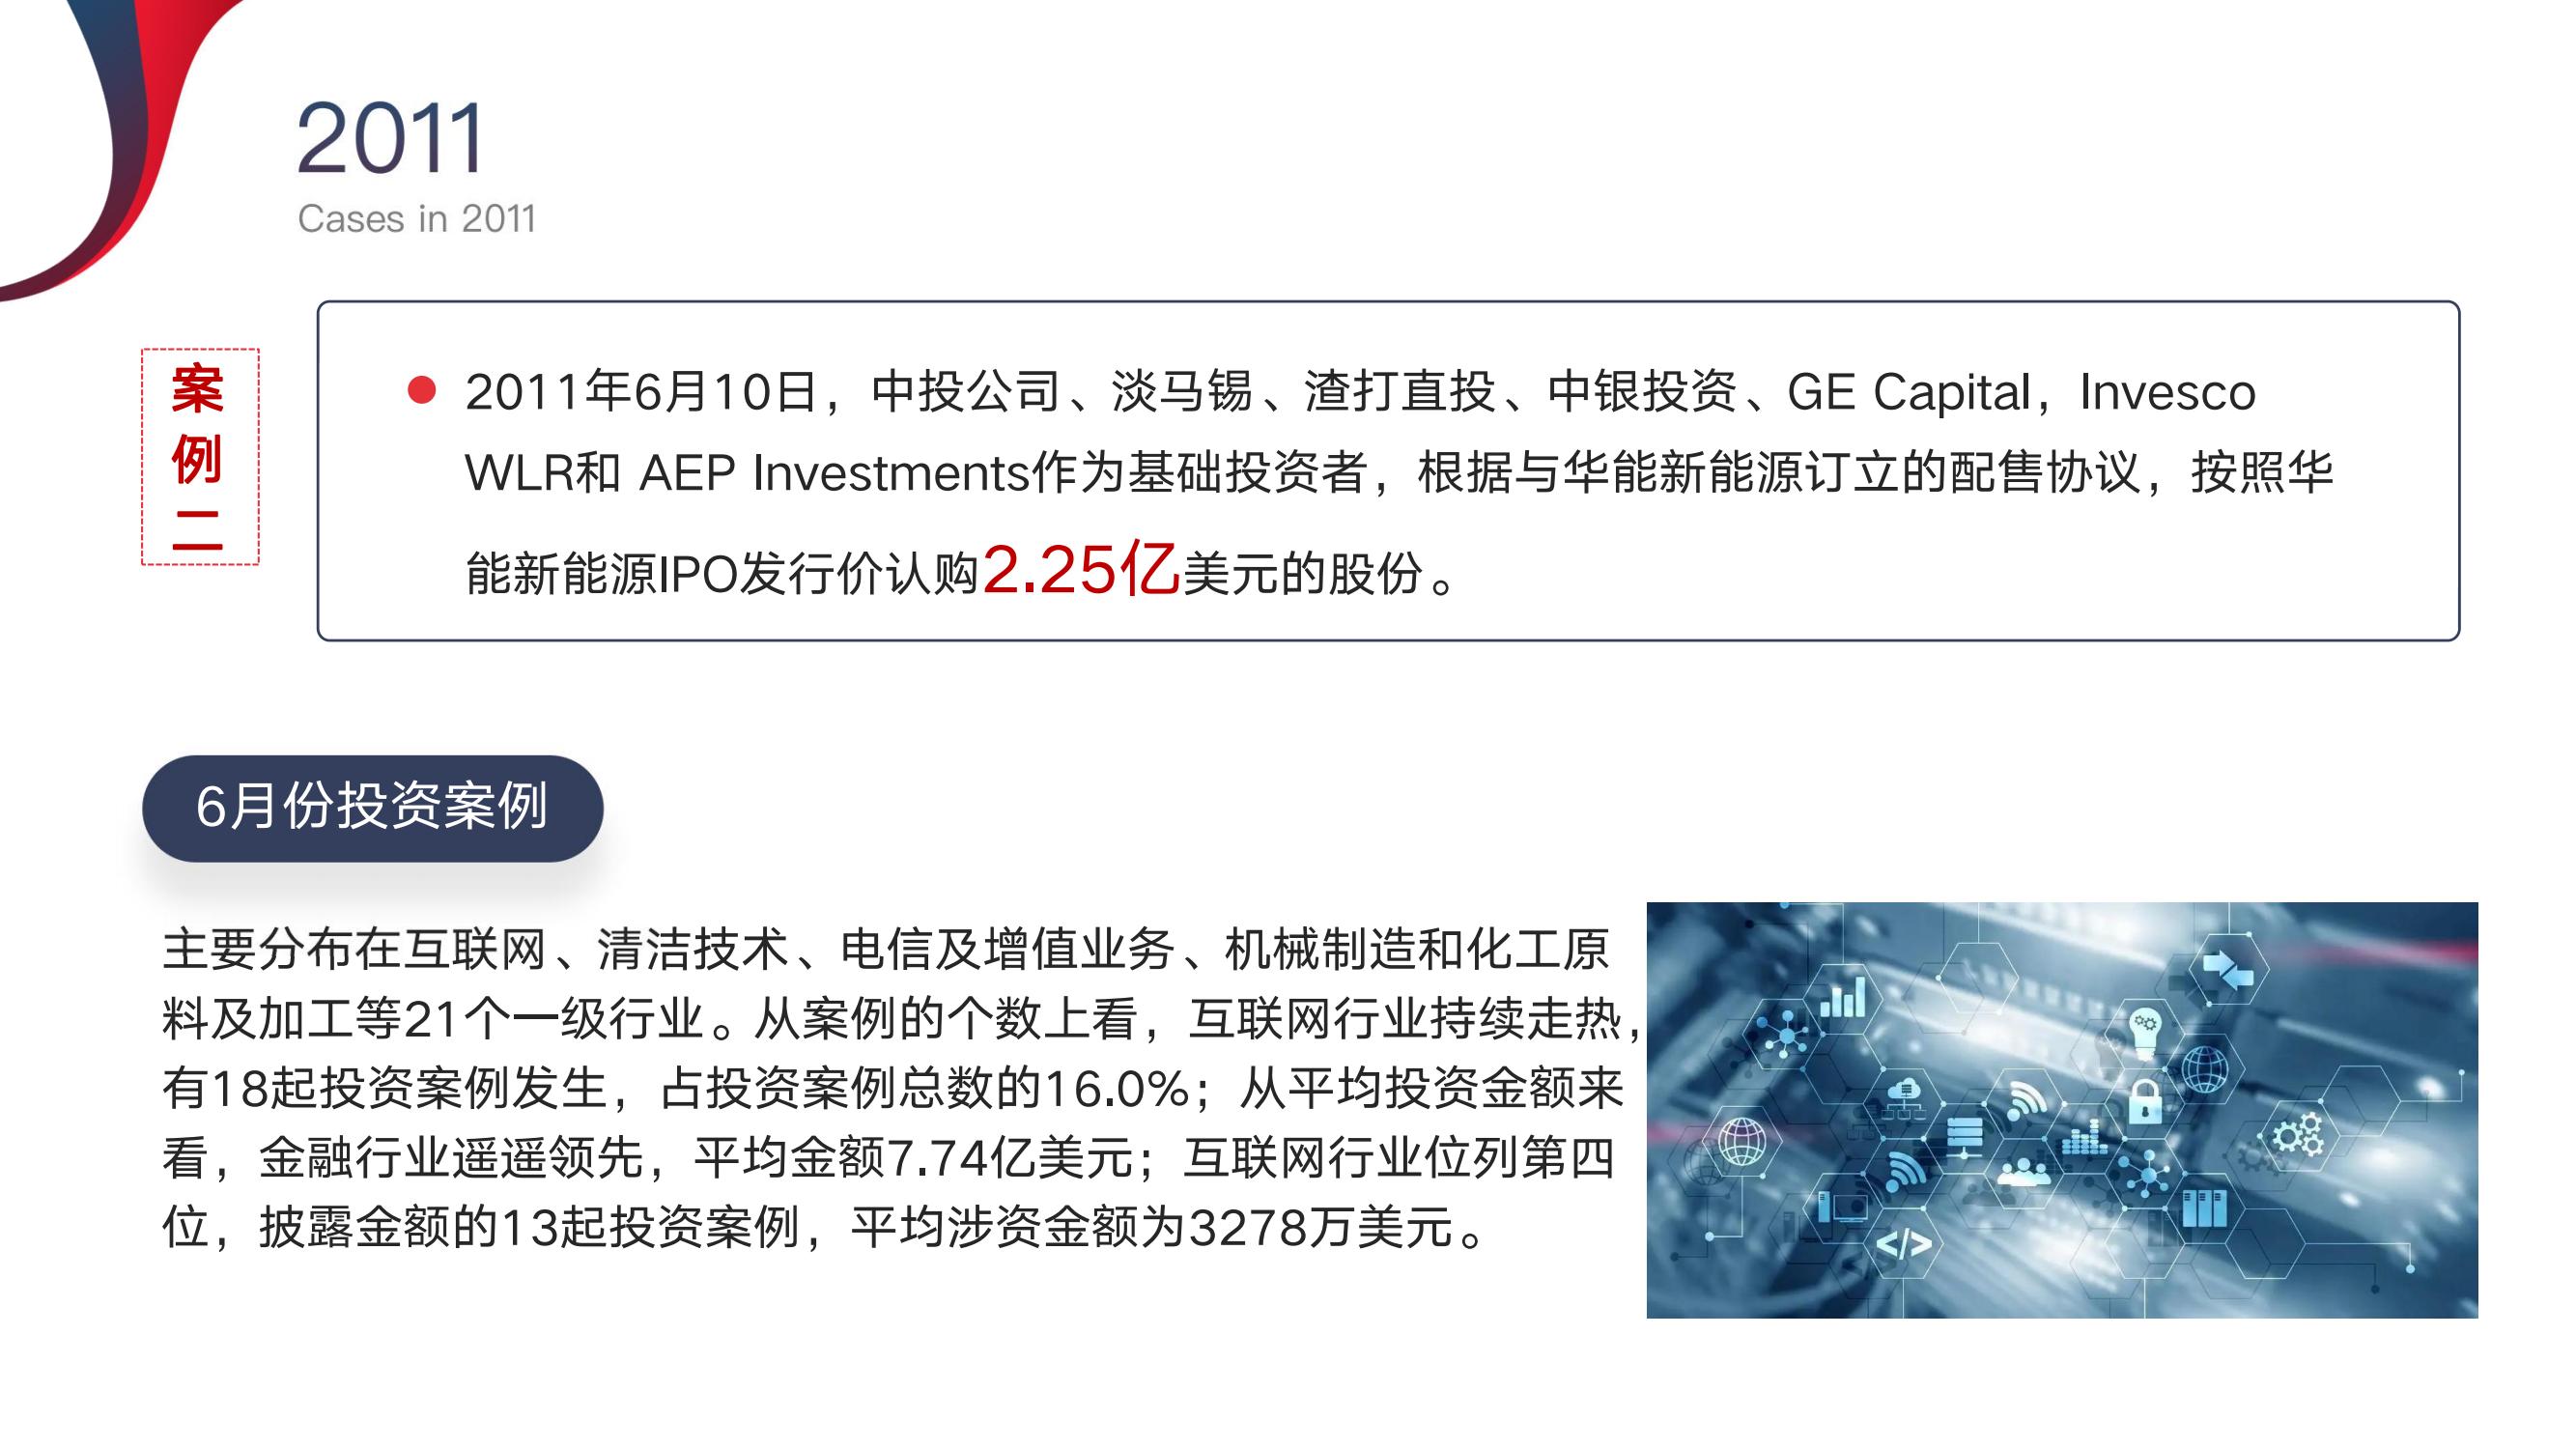 2011
Cases in 2011
案
例
二
2011年6月10日，中投公司、淡马锡、渣打直投、中银投资、GE Capital，Invesco
WLR和 AEP Investments作为基础投资者，根据与华能新能源订立的配售协议，按照华
能新能源IPO发行价认购2.25亿美元的股份。
6月份投资案例
主要分布在互联网、清洁技术、电信及增值业务、机械制造和化工原
料及加工等21个一级行业。从案例的个数上看，互联网行业持续走热，
有18起投资案例发生，占投资案例总数的16.0%；从平均投资金额来
看，金融行业遥遥领先，平均金额7.74亿美元；互联网行业位列第四
位，披露金额的13起投资案例，平均涉资金额为3278万美元。